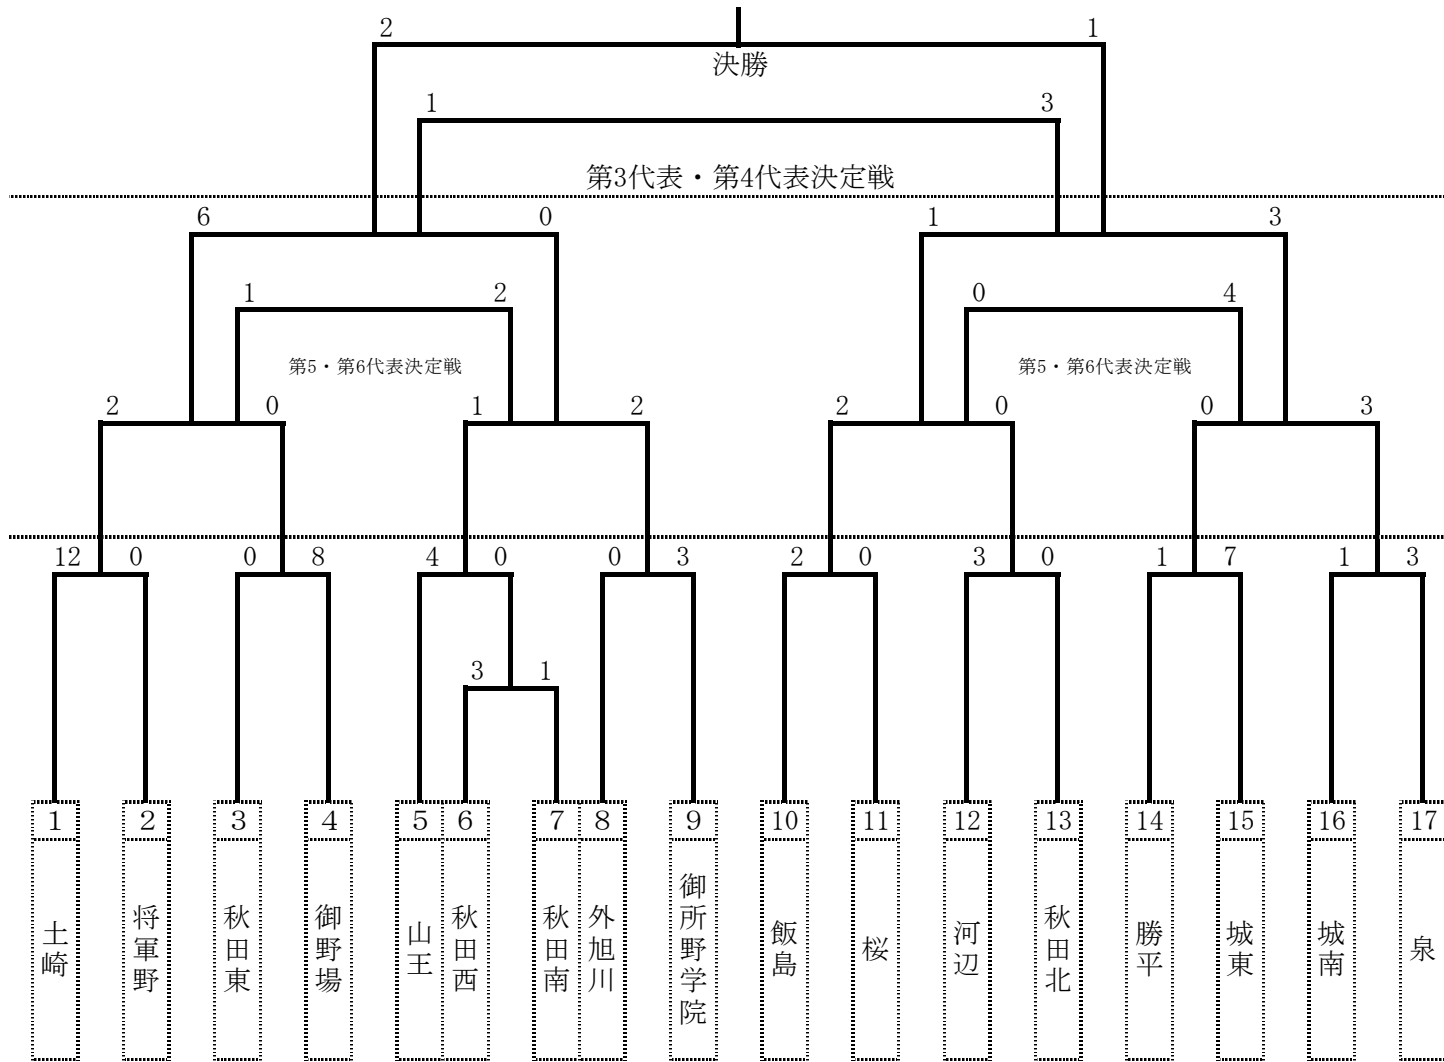 2 1
決勝
1 3
第3代表・第4代表決定戦
6 0 1 3
1 2 0 4
第5・第6代表決定戦 第5・第6代表決定戦
2 0 1 2 2 0 0 3
12 0 0 8 4 0 0 3 2 0 3 0 1 7 1 3
3 1
1 2 3 4 5 6 7 8 9 10 11 12 13 14 15 16 17
土崎
将軍野
秋田東
御野場
山王
秋田西
秋田南
外旭川
御所野学院
飯島
桜
河辺
秋田北
勝平
城東
城南
泉